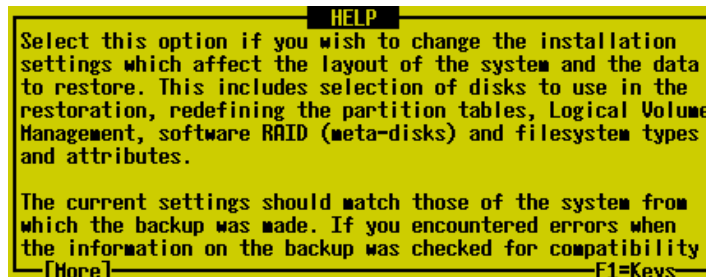 HELP
Select this option if you wish to change the installation
settings which affect the layout of the system and the data
to restore. This includes selection of disks to use in the
restoration, redefining the partition tables, Logical Volume
Management, software RAID (meta-disks) and filesystem types
and attributes.
The current settings should match those of the system from
which the backup was made. If you encountered errors when
the information on the backup was checked for compatibility
[More] F1=Keys